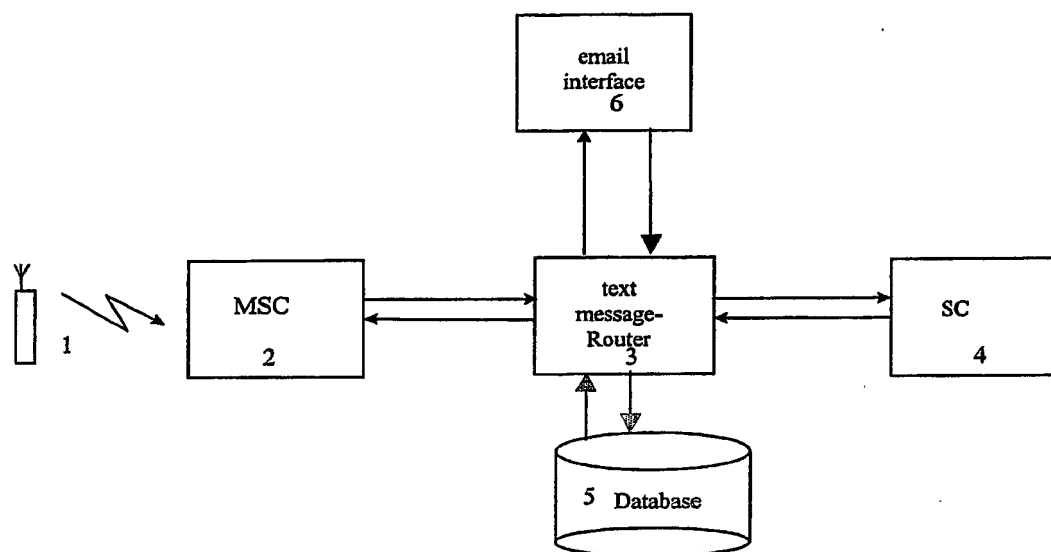 email
interface
6
1
MSC
2
text
message-
Router
3
SC
4
5 Database